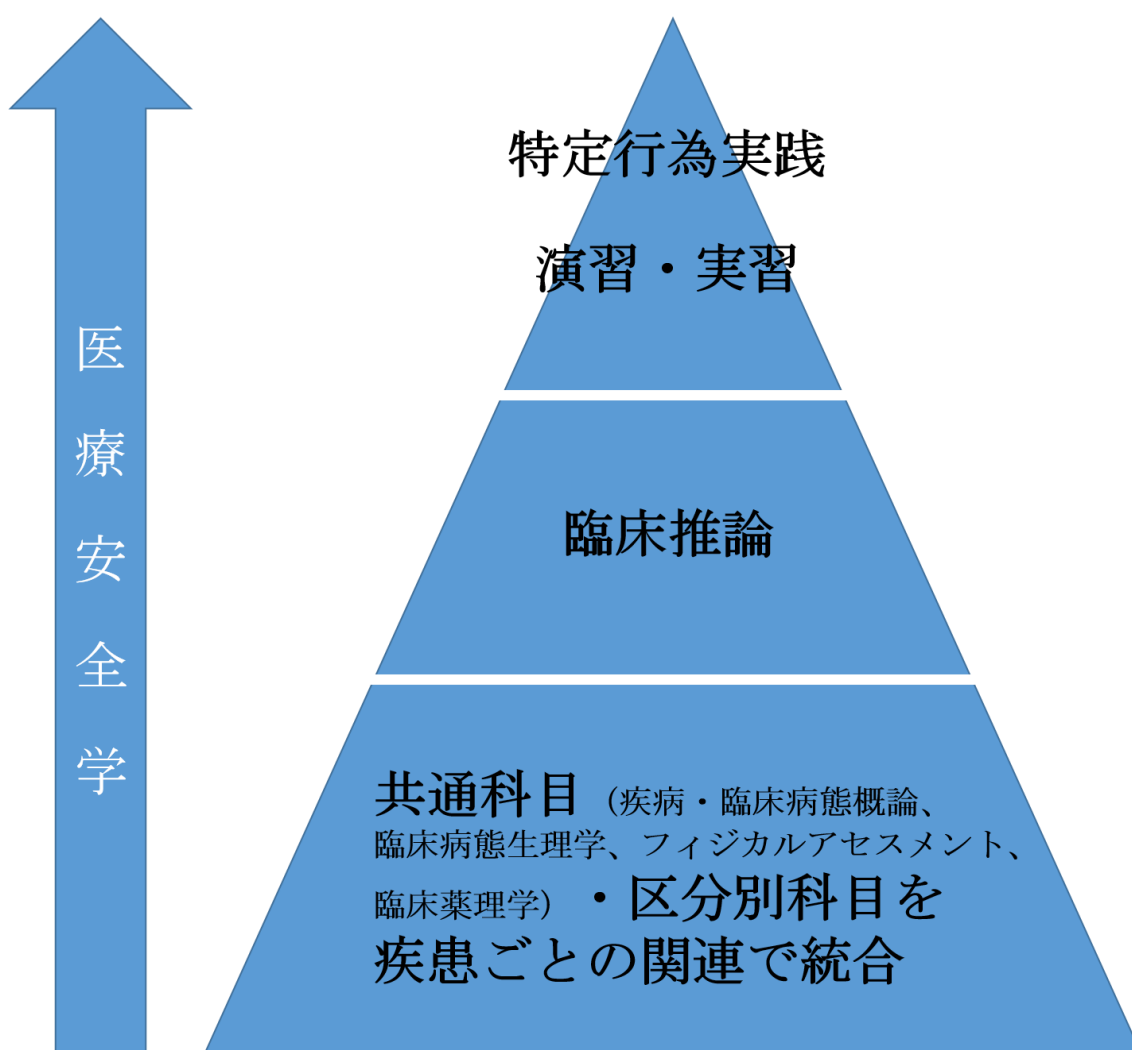 医療安全学
特定行為実践
演習・実習
臨床推論
共通科目（疾病・臨床病態概論、
臨床病態生理学、フィジカルアセスメント、
臨床薬理学）・区分別科目を
疾患ごとの関連で統合